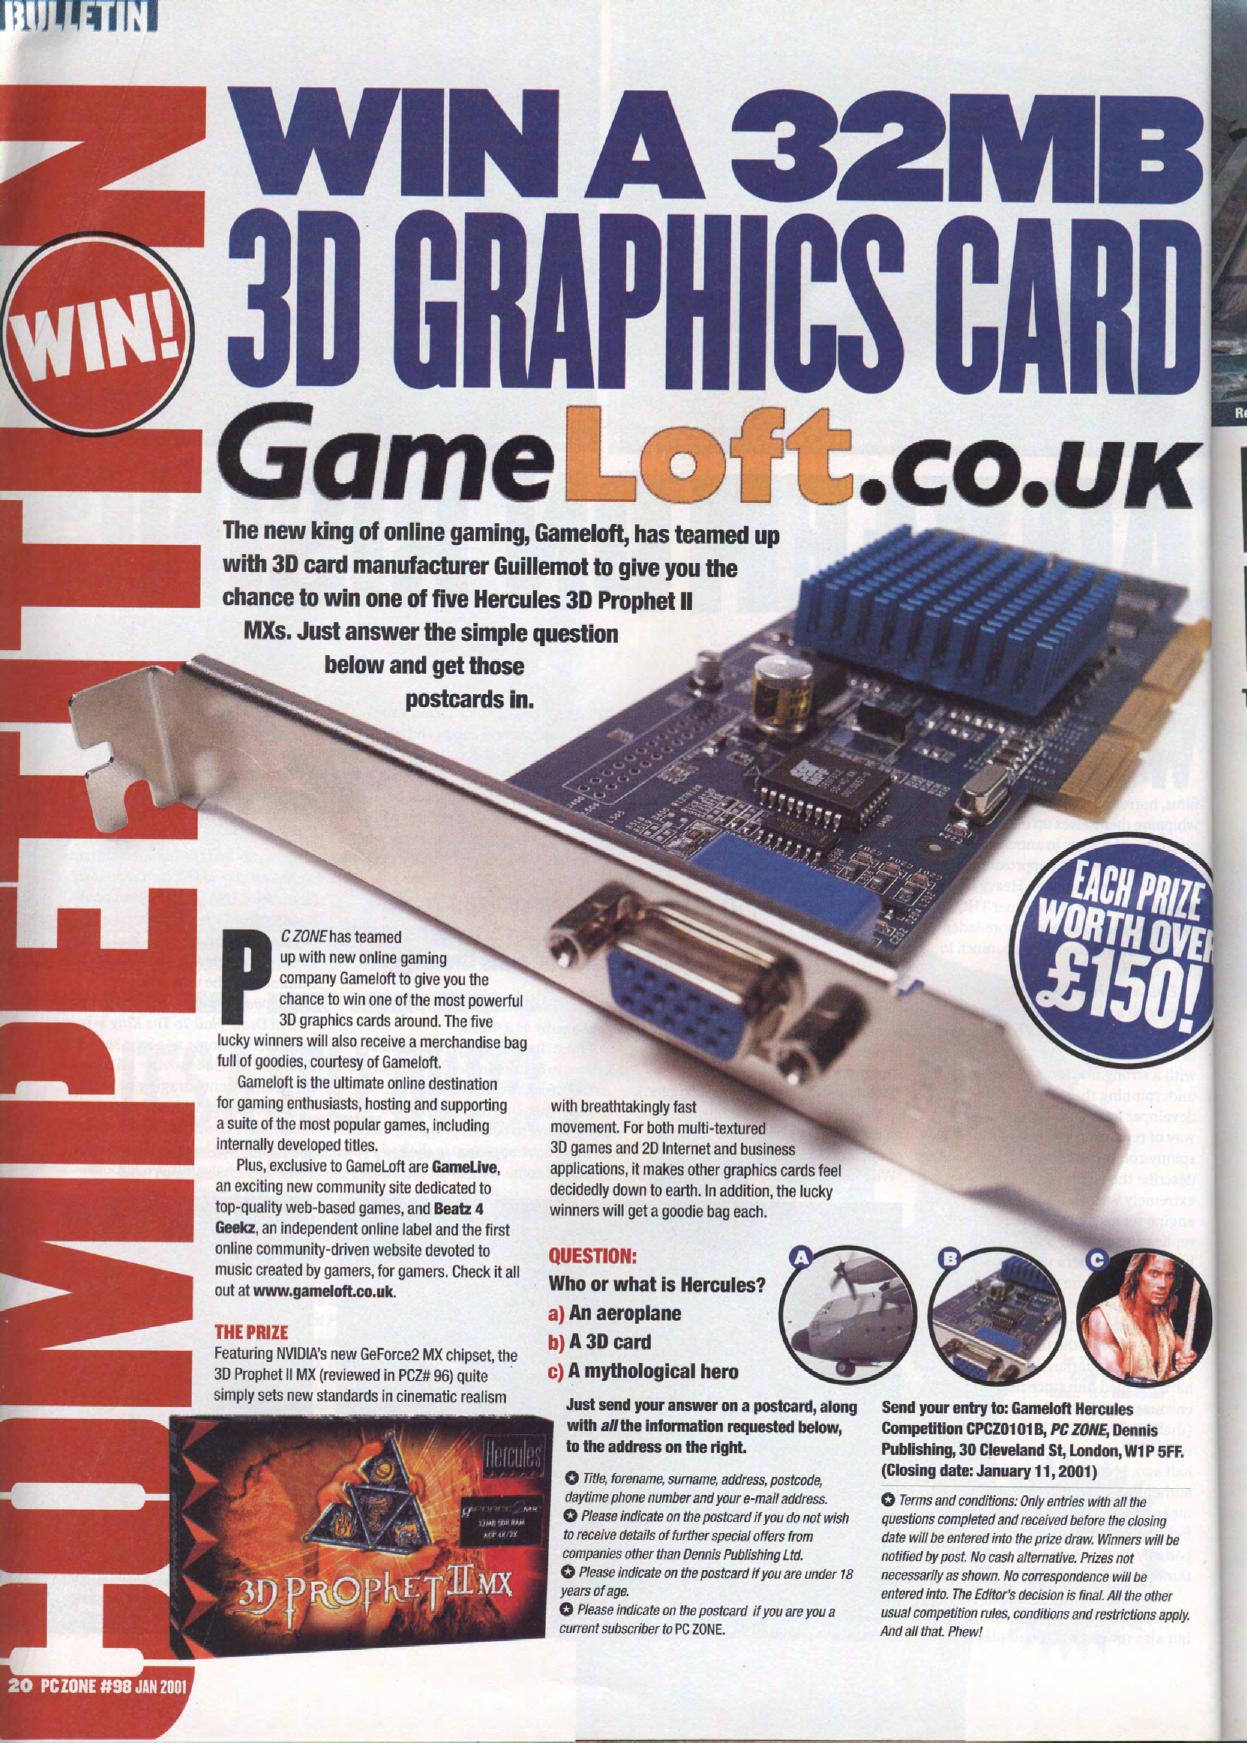 BULLETIN
COMPETITION
WIN!
WIN A 32MB
3D GRAPHICS CARD
GameLoft.co.uk
The new king of online gaming, Gameloft, has teamed up
with 3D card manufacturer Guillemot to give you the
chance to win one of five Hercules 3D Prophet II
MXs. Just answer the simple question
below and get those
postcards in.
EACH PRIZE
WORTH OVER
£150!
PC ZONE has teamed
up with new online gaming
company Gameloft to give you the
chance to win one of the most powerful
3D graphics cards around. The five
lucky winners will also receive a merchandise bag
full of goodies, courtesy of Gameloft.
Gameloft is the ultimate online destination
for gaming enthusiasts, hosting and supporting
a suite of the most popular games, including
internally developed titles.
Plus, exclusive to GameLoft are GameLive,
an exciting new community site dedicated to
top-quality web-based games, and Beatz 4
Geekz, an independent online label and the first
online community-driven website devoted to
music created by gamers, for gamers. Check it all
out at www.gameloft.co.uk.
THE PRIZE
Featuring NVIDIA's new GeForce2 MX chipset, the
3D Prophet II MX (reviewed in PCZ# 96) quite
simply sets new standards in cinematic realism
with breathtakingly fast
movement. For both multi-textured
3D games and 2D Internet and business
applications, it makes other graphics cards feel
decidedly down to earth. In addition, the lucky
winners will get a goodie bag each.
QUESTION:
Who or what is Hercules?
a) An aeroplane
b) A 3D card
c) A mythological hero
A
B
C
Just send your answer on a postcard, along
with all the information requested below,
to the address on the right.
Title, forename, surname, address, postcode,
daytime phone number and your e-mail address.
Please indicate on the postcard if you do not wish
to receive details of further special offers from
companies other than Dennis Publishing Ltd.
Please indicate on the postcard if you are under 18
years of age.
Please indicate on the postcard if you are you a
current subscriber to PC ZONE.
Send your entry to: Gameloft Hercules
Competition CPCZ0101B, PC ZONE, Dennis
Publishing, 30 Cleveland St, London, W1P 5FF.
(Closing date: January 11, 2001)
Terms and conditions: Only entries with all the
questions completed and received before the closing
date will be entered into the prize draw. Winners will be
notified by post. No cash alternative. Prizes not
necessarily as shown. No correspondence will be
entered into. The Editor's decision is final. All the other
usual competition rules, conditions and restrictions apply.
And all that. Phew!
Hercules
GEFORCE2 MX
32MB SDR RAM
AGP 4X/2X
3D PROPHET II MX
20 PC ZONE #98 JAN 2001